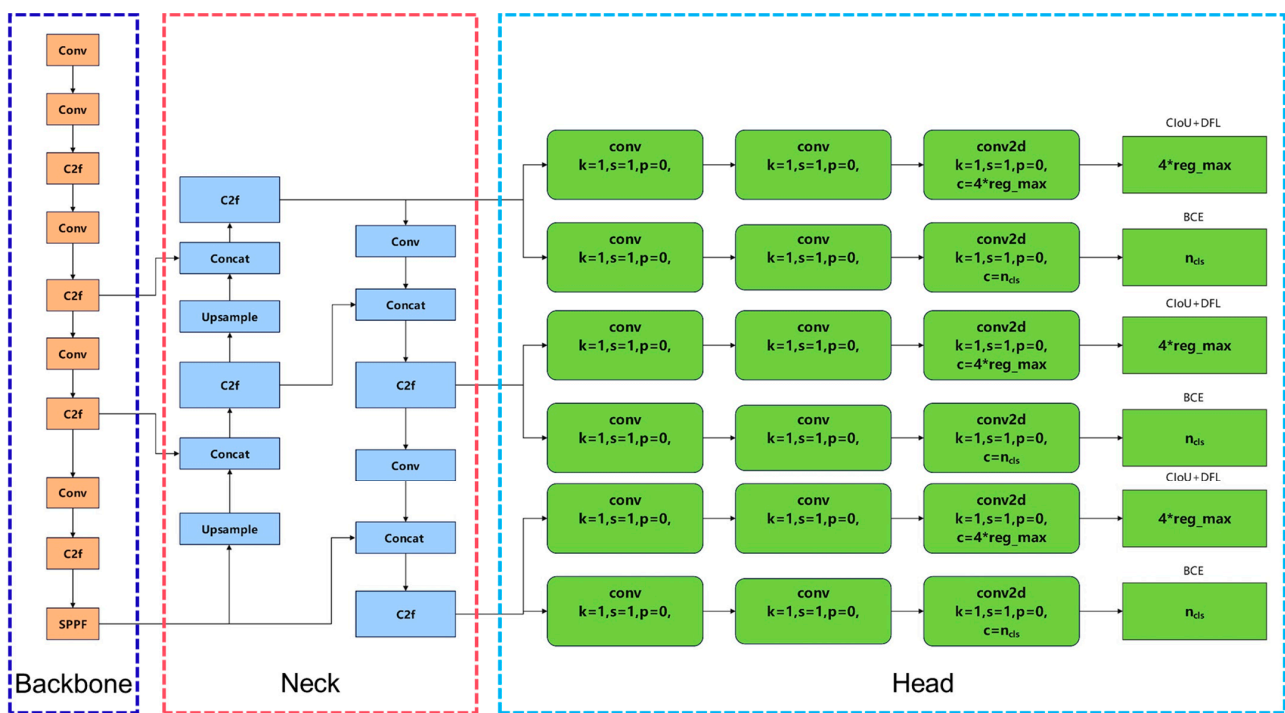 Conv
Conv
C2f
Conv
C2f
Conv
C2f
Conv
C2f
SPPF
Backbone
C2f
Concat
Upsample
C2f
Concat
Upsample
Conv
Concat
C2f
Conv
Concat
C2f
Neck
conv
k=1,s=1,p=0,
conv
k=1,s=1,p=0,
conv2d
k=1,s=1,p=0,
c=4*reg_max
CIoU+DFL
4*reg_max
conv
k=1,s=1,p=0,
conv
k=1,s=1,p=0,
conv2d
k=1,s=1,p=0,
c=n_cls
BCE
n_cls
conv
k=1,s=1,p=0,
conv
k=1,s=1,p=0,
conv2d
k=1,s=1,p=0,
c=4*reg_max
CIoU+DFL
4*reg_max
conv
k=1,s=1,p=0,
conv
k=1,s=1,p=0,
conv2d
k=1,s=1,p=0,
c=n_cls
BCE
n_cls
conv
k=1,s=1,p=0,
conv
k=1,s=1,p=0,
conv2d
k=1,s=1,p=0,
c=4*reg_max
CIoU+DFL
4*reg_max
conv
k=1,s=1,p=0,
conv
k=1,s=1,p=0,
conv2d
k=1,s=1,p=0,
c=n_cls
BCE
n_cls
Head